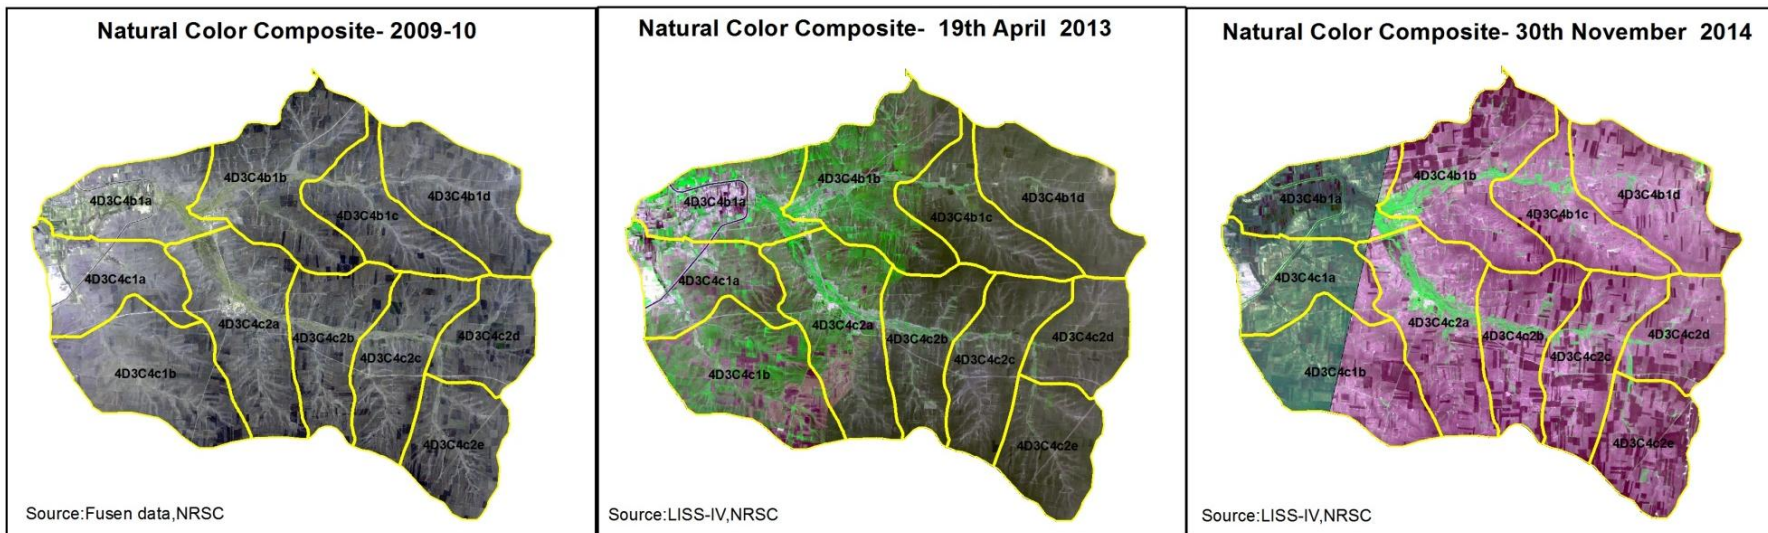 Natural Color Composite- 2009-10
4D3C4b1b
4D3C4b1a
4D3C4b1d
4D3C4b1c
4D3C4c1a
4D3C4c2a
4D3C4c2b
4D3C4c2d
4D3C4c2c
4D3C4c1b
4D3C4c2e
Source:Fusen data,NRSC
Natural Color Composite- 19th April 2013
4D3C4b1b
4D3C4b1a
4D3C4b1d
4D3C4b1c
4D3C4c1a
4D3C4c2a
4D3C4c2b
4D3C4c2d
4D3C4c2c
4D3C4c1b
4D3C4c2e
Source:LISS-IV,NRSC
Natural Color Composite- 30th November 2014
4D3C4b1b
4D3C4b1a
4D3C4b1d
4D3C4b1c
4D3C4c1a
4D3C4c2a
4D3C4c2b
4D3C4c2d
4D3C4c2c
4D3C4c1b
4D3C4c2e
Source:LISS-IV,NRSC